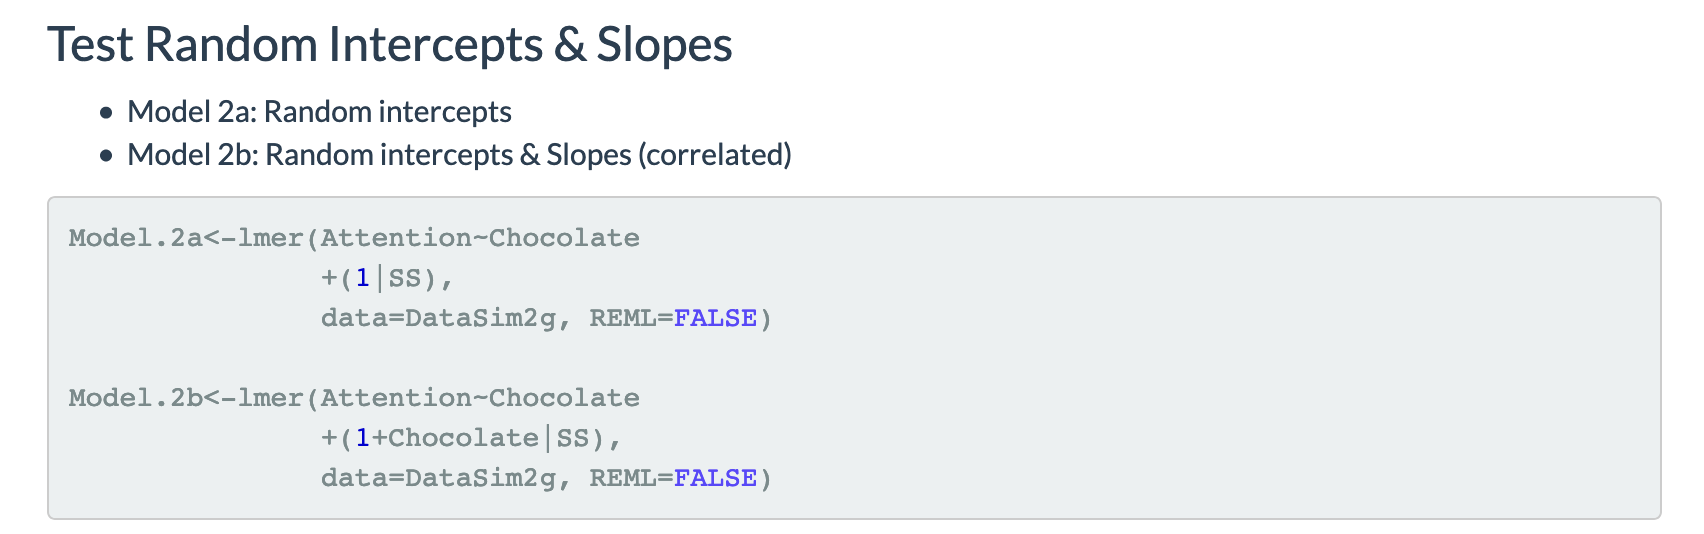 Test Random Intercepts & Slopes
• Model 2a: Random intercepts
• Model 2b: Random intercepts & Slopes (correlated)
Model.2a<-lmer(Attention~Chocolate
               +(1|SS),
               data=DataSim2g, REML=FALSE)
Model.2b<-lmer(Attention~Chocolate
               +(1+Chocolate|SS),
               data=DataSim2g, REML=FALSE)